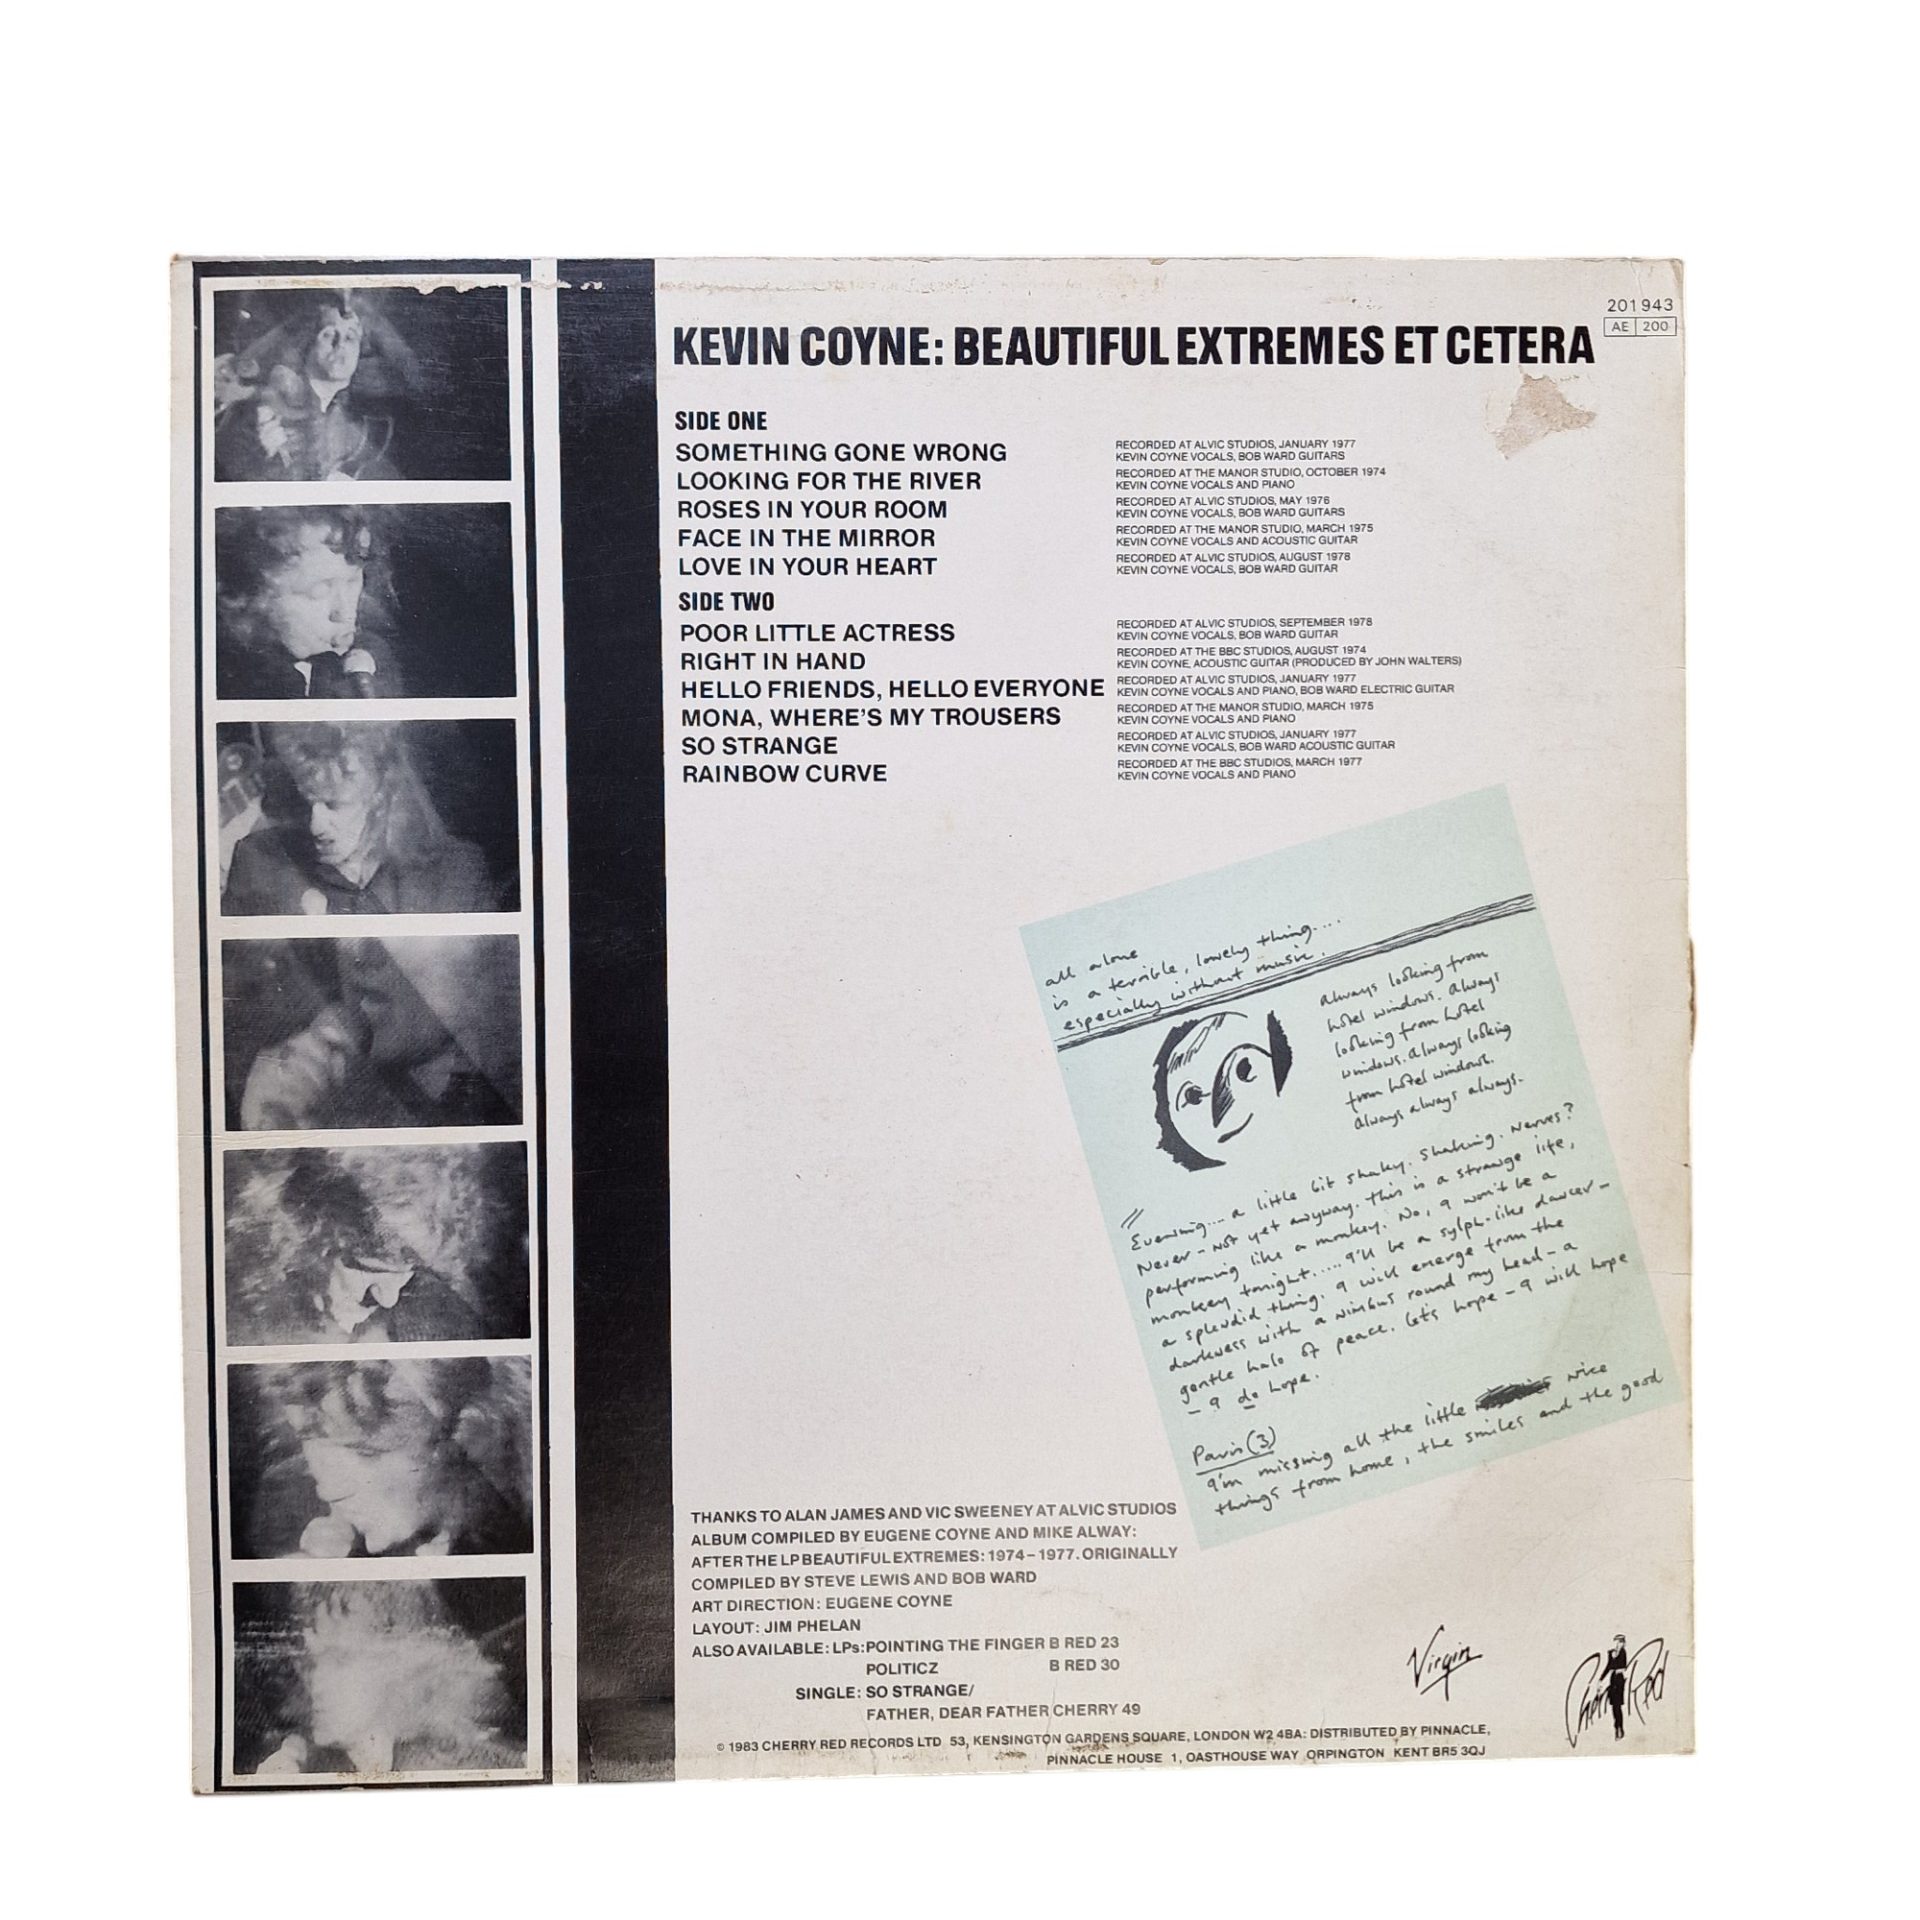 201943
AE 200
KEVIN COYNE: BEAUTIFUL EXTREMES ET CETERA
SIDE ONE
SOMETHING GONE WRONG
RECORDED AT ALVIC STUDIOS, JANUARY 1977
KEVIN COYNE VOCALS, BOB WARD GUITARS
LOOKING FOR THE RIVER
RECORDED AT THE MANOR STUDIO, OCTOBER 1974
KEVIN COYNE VOCALS AND PIANO
ROSES IN YOUR ROOM
RECORDED AT ALVIC STUDIOS, MAY 1976
KEVIN COYNE VOCALS, BOB WARD GUITARS
FACE IN THE MIRROR
RECORDED AT THE MANOR STUDIO, MARCH 1975
KEVIN COYNE VOCALS AND ACOUSTIC GUITAR
LOVE IN YOUR HEART
RECORDED AT ALVIC STUDIOS, AUGUST 1978
KEVIN COYNE VOCALS, BOB WARD GUITAR
SIDE TWO
POOR LITTLE ACTRESS
RECORDED AT ALVIC STUDIOS, SEPTEMBER 1978
KEVIN COYNE VOCALS, BOB WARD GUITAR
RIGHT IN HAND
RECORDED AT THE BBC STUDIOS, AUGUST 1974
KEVIN COYNE, ACOUSTIC GUITAR (PRODUCED BY JOHN WALTERS)
HELLO FRIENDS, HELLO EVERYONE
RECORDED AT ALVIC STUDIOS, JANUARY 1977
KEVIN COYNE VOCALS AND PIANO, BOB WARD ELECTRIC GUITAR
MONA, WHERE'S MY TROUSERS
RECORDED AT THE MANOR STUDIO, MARCH 1975
KEVIN COYNE VOCALS AND PIANO
SO STRANGE
RECORDED AT ALVIC STUDIOS, JANUARY 1977
KEVIN COYNE VOCALS, BOB WARD ACOUSTIC GUITAR
RAINBOW CURVE
RECORDED AT THE BBC STUDIOS, MARCH 1977
KEVIN COYNE VOCALS AND PIANO
all alone
is a terrible, lonely thing....
especially without music.
always looking from
hotel windows. always
looking from hotel
windows. always looking
from hotel windows.
always always always.
" Evening.... a little bit shaky. Shaking. Nerves?
Never - not yet anyway. This is a strange life,
performing like a monkey. No, I won't be a
monkey tonight..... I'll be a sylph-like dancer -
a splendid thing. I will emerge from the
darkness with a nimbus round my head - a
gentle halo of peace. Let's hope - I will hope
- I do hope.
Paris (3)
I'm missing all the little nice
things from home, the smiles and the good
THANKS TO ALAN JAMES AND VIC SWEENEY AT ALVIC STUDIOS
ALBUM COMPILED BY EUGENE COYNE AND MIKE ALWAY:
AFTER THE LP BEAUTIFUL EXTREMES: 1974-1977. ORIGINALLY
COMPILED BY STEVE LEWIS AND BOB WARD
ART DIRECTION: EUGENE COYNE
LAYOUT: JIM PHELAN
ALSO AVAILABLE: LPs: POINTING THE FINGER B RED 23
POLITICZ B RED 30
SINGLE: SO STRANGE/
FATHER, DEAR FATHER CHERRY 49
© 1983 CHERRY RED RECORDS LTD 53, KENSINGTON GARDENS SQUARE, LONDON W2 4BA: DISTRIBUTED BY PINNACLE,
PINNACLE HOUSE 1, OASTHOUSE WAY ORPINGTON KENT BR5 3QJ
Virgin
Cherry Red